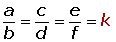 a/b = c/d = e/f = k